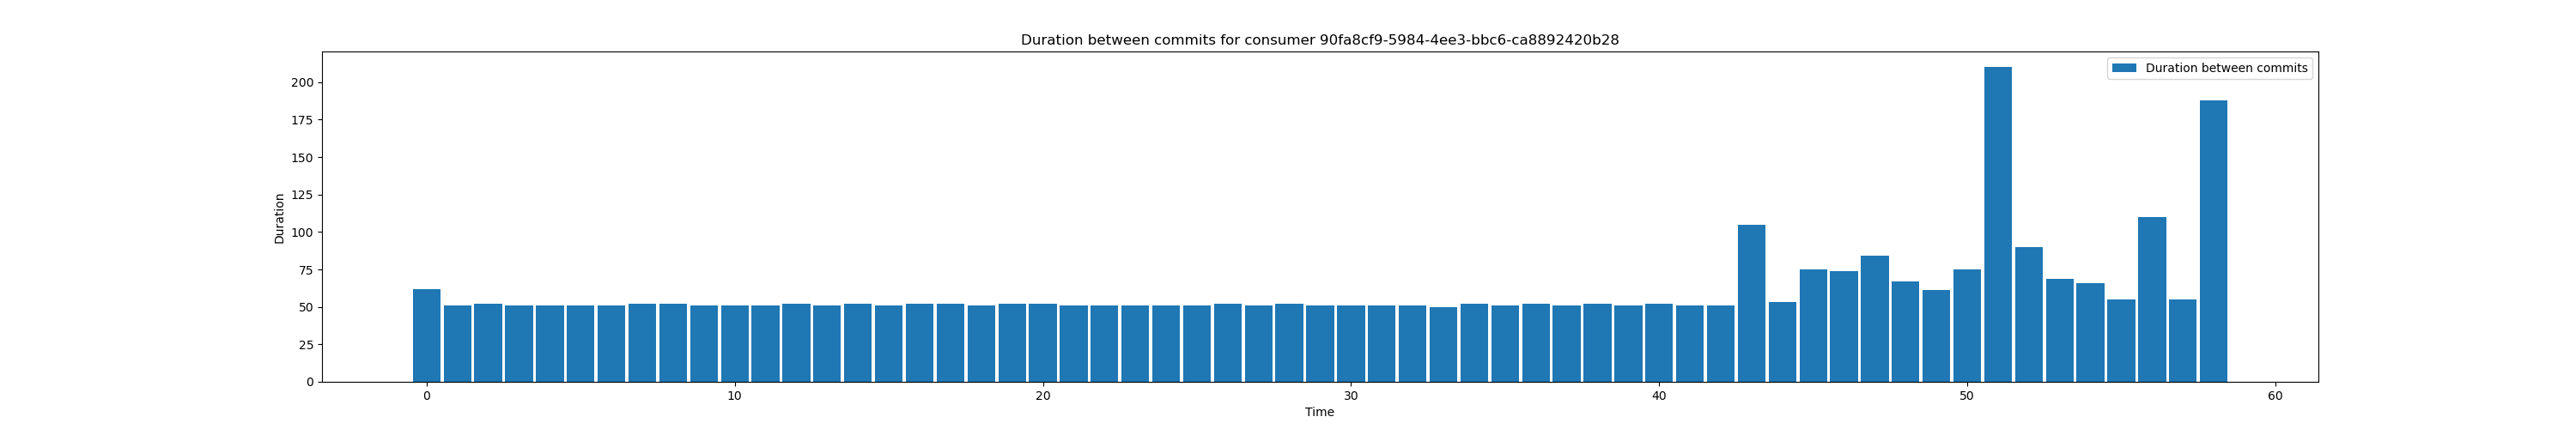 Duration between commits for consumer 90fa8cf9-5984-4ee3-bbc6-ca8892420b28
Duration between commits
200
175
150
125
100
75
50
25
0
Duration
0 10 20 30 40 50 60
Time